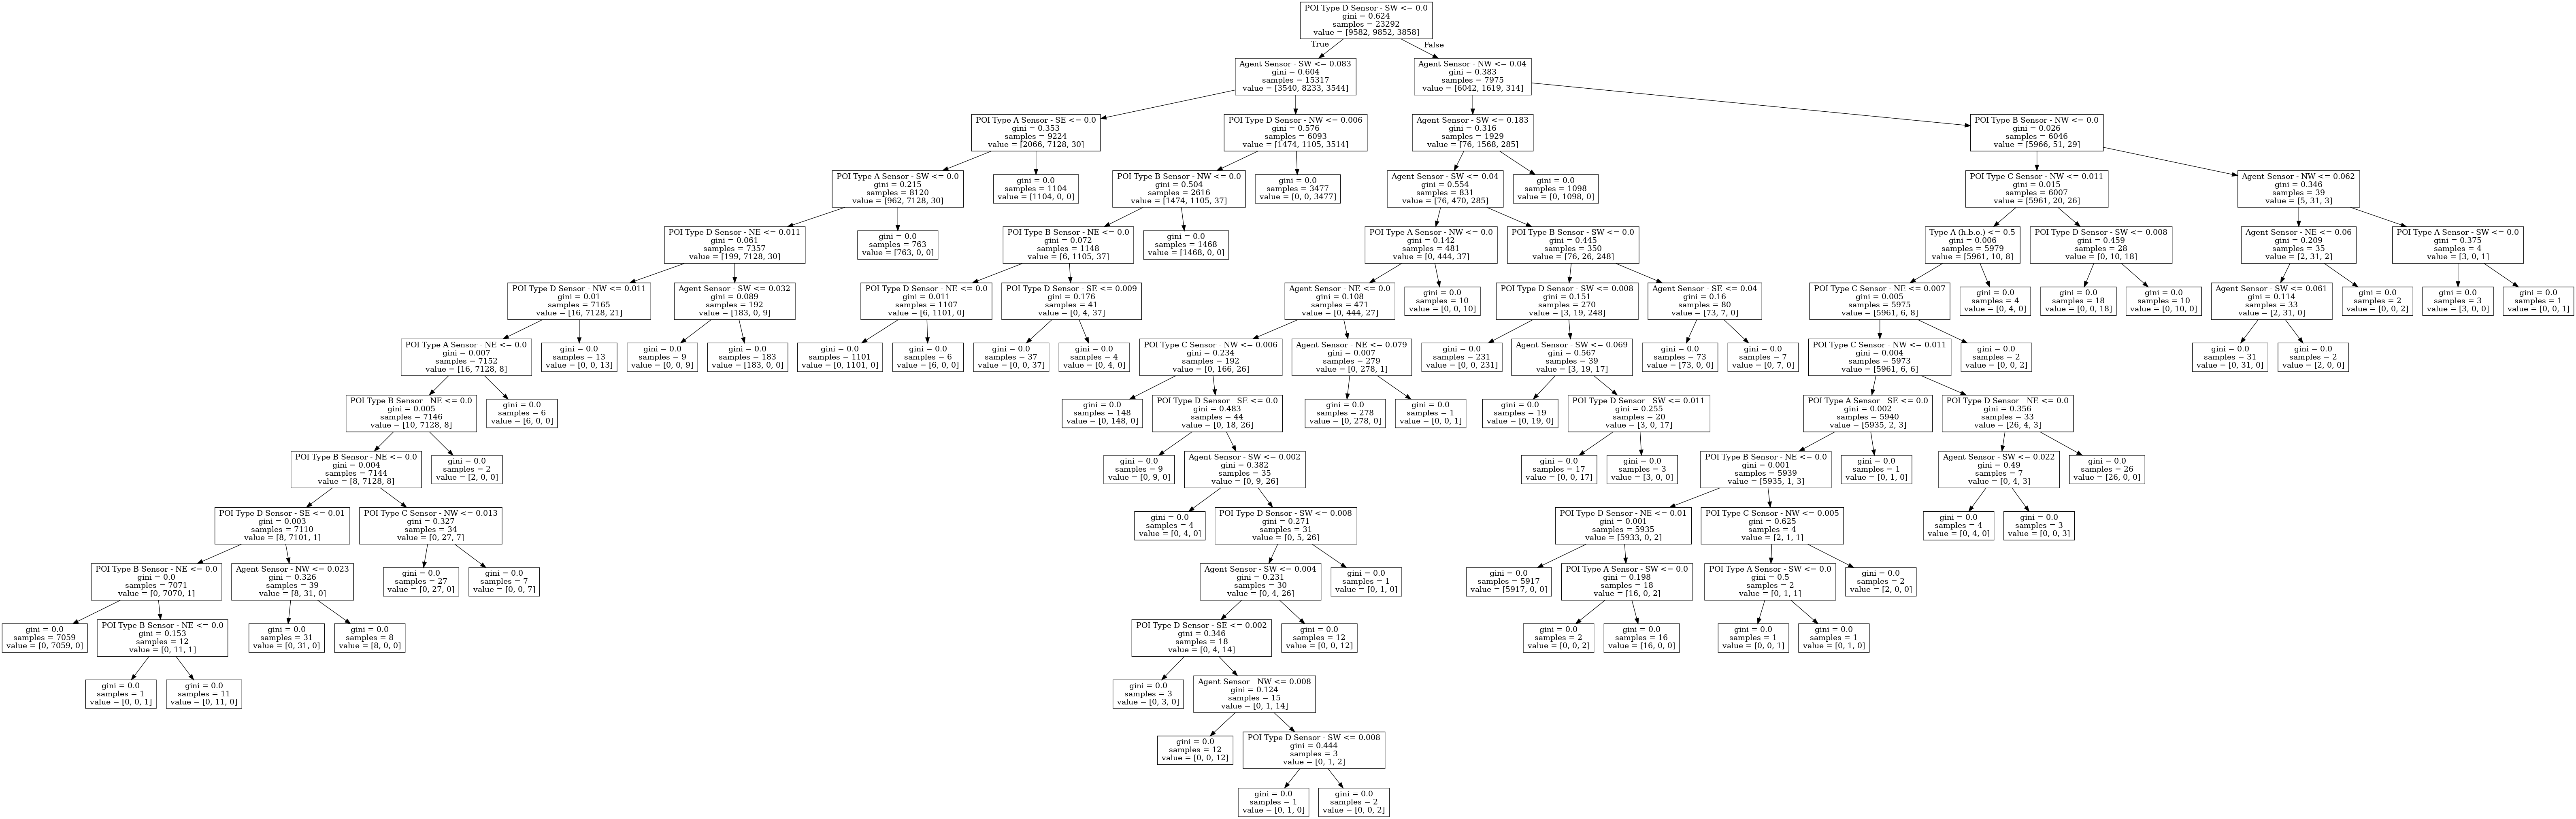 POI Type D Sensor - SW <= 0.0
gini = 0.624
samples = 23292
value = [9582, 9852, 3858]
True
False
Agent Sensor - SW <= 0.083
gini = 0.604
samples = 15317
value = [3540, 8233, 3544]
Agent Sensor - NW <= 0.04
gini = 0.383
samples = 7975
value = [6042, 1619, 314]
POI Type A Sensor - SE <= 0.0
gini = 0.353
samples = 9224
value = [2066, 7128, 30]
POI Type D Sensor - NW <= 0.006
gini = 0.576
samples = 6093
value = [1474, 1105, 3514]
Agent Sensor - SW <= 0.183
gini = 0.316
samples = 1929
value = [76, 1568, 285]
POI Type B Sensor - NW <= 0.0
gini = 0.026
samples = 6046
value = [5966, 51, 29]
POI Type A Sensor - SW <= 0.0
gini = 0.215
samples = 8120
value = [962, 7128, 30]
gini = 0.0
samples = 1104
value = [1104, 0, 0]
POI Type B Sensor - NW <= 0.0
gini = 0.504
samples = 2616
value = [1474, 1105, 37]
gini = 0.0
samples = 3477
value = [0, 0, 3477]
Agent Sensor - SW <= 0.04
gini = 0.554
samples = 831
value = [76, 470, 285]
gini = 0.0
samples = 1098
value = [0, 1098, 0]
POI Type C Sensor - NW <= 0.011
gini = 0.015
samples = 6007
value = [5961, 20, 26]
Agent Sensor - NW <= 0.062
gini = 0.346
samples = 39
value = [5, 31, 3]
POI Type D Sensor - NE <= 0.011
gini = 0.061
samples = 7357
value = [199, 7128, 30]
gini = 0.0
samples = 763
value = [763, 0, 0]
POI Type B Sensor - NE <= 0.0
gini = 0.072
samples = 1148
value = [6, 1105, 37]
gini = 0.0
samples = 1468
value = [1468, 0, 0]
POI Type A Sensor - NW <= 0.0
gini = 0.142
samples = 481
value = [0, 444, 37]
POI Type B Sensor - SW <= 0.0
gini = 0.445
samples = 350
value = [76, 26, 248]
Type A (h.b.o.) <= 0.5
gini = 0.006
samples = 5979
value = [5961, 10, 8]
POI Type D Sensor - SW <= 0.008
gini = 0.459
samples = 28
value = [0, 10, 18]
Agent Sensor - NE <= 0.06
gini = 0.209
samples = 35
value = [2, 31, 2]
POI Type A Sensor - SW <= 0.0
gini = 0.375
samples = 4
value = [3, 0, 1]
POI Type D Sensor - NW <= 0.011
gini = 0.01
samples = 7165
value = [16, 7128, 21]
Agent Sensor - SW <= 0.032
gini = 0.089
samples = 192
value = [183, 0, 9]
POI Type D Sensor - NE <= 0.0
gini = 0.011
samples = 1107
value = [6, 1101, 0]
POI Type D Sensor - SE <= 0.009
gini = 0.176
samples = 41
value = [0, 4, 37]
Agent Sensor - NE <= 0.0
gini = 0.108
samples = 471
value = [0, 444, 27]
gini = 0.0
samples = 10
value = [0, 0, 10]
POI Type D Sensor - SW <= 0.008
gini = 0.151
samples = 270
value = [3, 19, 248]
Agent Sensor - SE <= 0.04
gini = 0.16
samples = 80
value = [73, 7, 0]
POI Type C Sensor - NE <= 0.007
gini = 0.005
samples = 5975
value = [5961, 6, 8]
gini = 0.0
samples = 4
value = [0, 4, 0]
gini = 0.0
samples = 18
value = [0, 0, 18]
gini = 0.0
samples = 10
value = [0, 10, 0]
Agent Sensor - SW <= 0.061
gini = 0.114
samples = 33
value = [2, 31, 0]
gini = 0.0
samples = 2
value = [0, 0, 2]
gini = 0.0
samples = 3
value = [3, 0, 0]
gini = 0.0
samples = 1
value = [0, 0, 1]
POI Type A Sensor - NE <= 0.0
gini = 0.007
samples = 7152
value = [16, 7128, 8]
gini = 0.0
samples = 13
value = [0, 0, 13]
gini = 0.0
samples = 9
value = [0, 0, 9]
gini = 0.0
samples = 183
value = [183, 0, 0]
gini = 0.0
samples = 1101
value = [0, 1101, 0]
gini = 0.0
samples = 6
value = [6, 0, 0]
gini = 0.0
samples = 37
value = [0, 0, 37]
gini = 0.0
samples = 4
value = [0, 4, 0]
POI Type C Sensor - NW <= 0.006
gini = 0.234
samples = 192
value = [0, 166, 26]
Agent Sensor - NE <= 0.079
gini = 0.007
samples = 279
value = [0, 278, 1]
gini = 0.0
samples = 231
value = [0, 0, 231]
Agent Sensor - SW <= 0.069
gini = 0.567
samples = 39
value = [3, 19, 17]
gini = 0.0
samples = 73
value = [73, 0, 0]
gini = 0.0
samples = 7
value = [0, 7, 0]
POI Type C Sensor - NW <= 0.011
gini = 0.004
samples = 5973
value = [5961, 6, 6]
gini = 0.0
samples = 2
value = [0, 0, 2]
gini = 0.0
samples = 31
value = [0, 31, 0]
gini = 0.0
samples = 2
value = [2, 0, 0]
POI Type B Sensor - NE <= 0.0
gini = 0.005
samples = 7146
value = [10, 7128, 8]
gini = 0.0
samples = 6
value = [6, 0, 0]
gini = 0.0
samples = 148
value = [0, 148, 0]
POI Type D Sensor - SE <= 0.0
gini = 0.483
samples = 44
value = [0, 18, 26]
gini = 0.0
samples = 278
value = [0, 278, 0]
gini = 0.0
samples = 1
value = [0, 0, 1]
gini = 0.0
samples = 19
value = [0, 19, 0]
POI Type D Sensor - SW <= 0.011
gini = 0.255
samples = 20
value = [3, 0, 17]
POI Type A Sensor - SE <= 0.0
gini = 0.002
samples = 5940
value = [5935, 2, 3]
POI Type D Sensor - NE <= 0.0
gini = 0.356
samples = 33
value = [26, 4, 3]
POI Type B Sensor - NE <= 0.0
gini = 0.004
samples = 7144
value = [8, 7128, 8]
gini = 0.0
samples = 2
value = [2, 0, 0]
gini = 0.0
samples = 9
value = [0, 9, 0]
Agent Sensor - SW <= 0.002
gini = 0.382
samples = 35
value = [0, 9, 26]
gini = 0.0
samples = 17
value = [0, 0, 17]
gini = 0.0
samples = 3
value = [3, 0, 0]
POI Type B Sensor - NE <= 0.0
gini = 0.001
samples = 5939
value = [5935, 1, 3]
gini = 0.0
samples = 1
value = [0, 1, 0]
Agent Sensor - SW <= 0.022
gini = 0.49
samples = 7
value = [0, 4, 3]
gini = 0.0
samples = 26
value = [26, 0, 0]
POI Type D Sensor - SE <= 0.01
gini = 0.003
samples = 7110
value = [8, 7101, 1]
POI Type C Sensor - NW <= 0.013
gini = 0.327
samples = 34
value = [0, 27, 7]
gini = 0.0
samples = 4
value = [0, 4, 0]
POI Type D Sensor - SW <= 0.008
gini = 0.271
samples = 31
value = [0, 5, 26]
POI Type D Sensor - NE <= 0.01
gini = 0.001
samples = 5935
value = [5933, 0, 2]
POI Type C Sensor - NW <= 0.005
gini = 0.625
samples = 4
value = [2, 1, 1]
gini = 0.0
samples = 4
value = [0, 4, 0]
gini = 0.0
samples = 3
value = [0, 0, 3]
POI Type B Sensor - NE <= 0.0
gini = 0.0
samples = 7071
value = [0, 7070, 1]
Agent Sensor - NW <= 0.023
gini = 0.326
samples = 39
value = [8, 31, 0]
gini = 0.0
samples = 27
value = [0, 27, 0]
gini = 0.0
samples = 7
value = [0, 0, 7]
Agent Sensor - SW <= 0.004
gini = 0.231
samples = 30
value = [0, 4, 26]
gini = 0.0
samples = 1
value = [0, 1, 0]
gini = 0.0
samples = 5917
value = [5917, 0, 0]
POI Type A Sensor - SW <= 0.0
gini = 0.198
samples = 18
value = [16, 0, 2]
POI Type A Sensor - SW <= 0.0
gini = 0.5
samples = 2
value = [0, 1, 1]
gini = 0.0
samples = 2
value = [2, 0, 0]
gini = 0.0
samples = 7059
value = [0, 7059, 0]
POI Type B Sensor - NE <= 0.0
gini = 0.153
samples = 12
value = [0, 11, 1]
gini = 0.0
samples = 31
value = [0, 31, 0]
gini = 0.0
samples = 8
value = [8, 0, 0]
POI Type D Sensor - SE <= 0.002
gini = 0.346
samples = 18
value = [0, 4, 14]
gini = 0.0
samples = 12
value = [0, 0, 12]
gini = 0.0
samples = 2
value = [0, 0, 2]
gini = 0.0
samples = 16
value = [16, 0, 0]
gini = 0.0
samples = 1
value = [0, 0, 1]
gini = 0.0
samples = 1
value = [0, 1, 0]
gini = 0.0
samples = 1
value = [0, 0, 1]
gini = 0.0
samples = 11
value = [0, 11, 0]
gini = 0.0
samples = 3
value = [0, 3, 0]
Agent Sensor - NW <= 0.008
gini = 0.124
samples = 15
value = [0, 1, 14]
gini = 0.0
samples = 12
value = [0, 0, 12]
POI Type D Sensor - SW <= 0.008
gini = 0.444
samples = 3
value = [0, 1, 2]
gini = 0.0
samples = 1
value = [0, 1, 0]
gini = 0.0
samples = 2
value = [0, 0, 2]